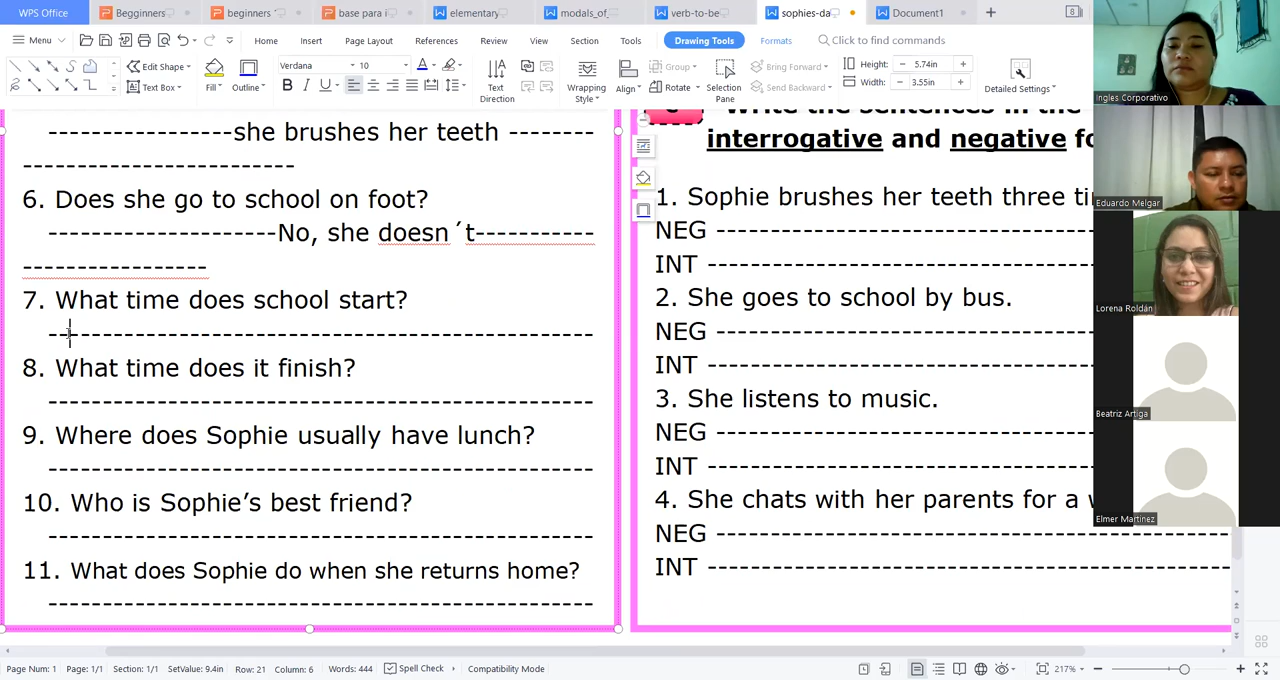 WPS Office
Begginners
beginners
base para i
elementary
modals_of_
verb-to-be
sophies-da
Document1
Menu
Home
Insert
Page Layout
References
Review
View
Section
Tools
Drawing Tools
Formats
Click to find commands
Edit Shape
Text Box
Fill
Outline
Verdana
10
B I U
Text Direction
Wrapping Style
Align
Group
Rotate
Selection Pane
Bring Forward
Send Backward
Height: 5.74in
Width: 3.55in
Detailed Settings
-----------------she brushes her teeth --------
-------------------------
6. Does she go to school on foot?
---------------------No, she doesn´t-----------
-----------------
7. What time does school start?
--------------------------------------------------
8. What time does it finish?
--------------------------------------------------
9. Where does Sophie usually have lunch?
--------------------------------------------------
10. Who is Sophie’s best friend?
--------------------------------------------------
11. What does Sophie do when she returns home?
--------------------------------------------------
Write the sentences in the
interrogative and negative fo
1. Sophie brushes her teeth three ti
NEG -----------------------------------
INT -----------------------------------
2. She goes to school by bus.
NEG -----------------------------------
INT -----------------------------------
3. She listens to music.
NEG -----------------------------------
INT -----------------------------------
4. She chats with her parents for a w
NEG -----------------------------------
INT -----------------------------------
Ingles Corporativo
Eduardo Melgar
Lorena Roldán
Beatriz Artiga
Elmer Martinez
Page Num: 1
Page: 1/1
Section: 1/1
SetValue: 9.4in
Row: 21
Column: 6
Words: 444
Spell Check
Compatibility Mode
217%